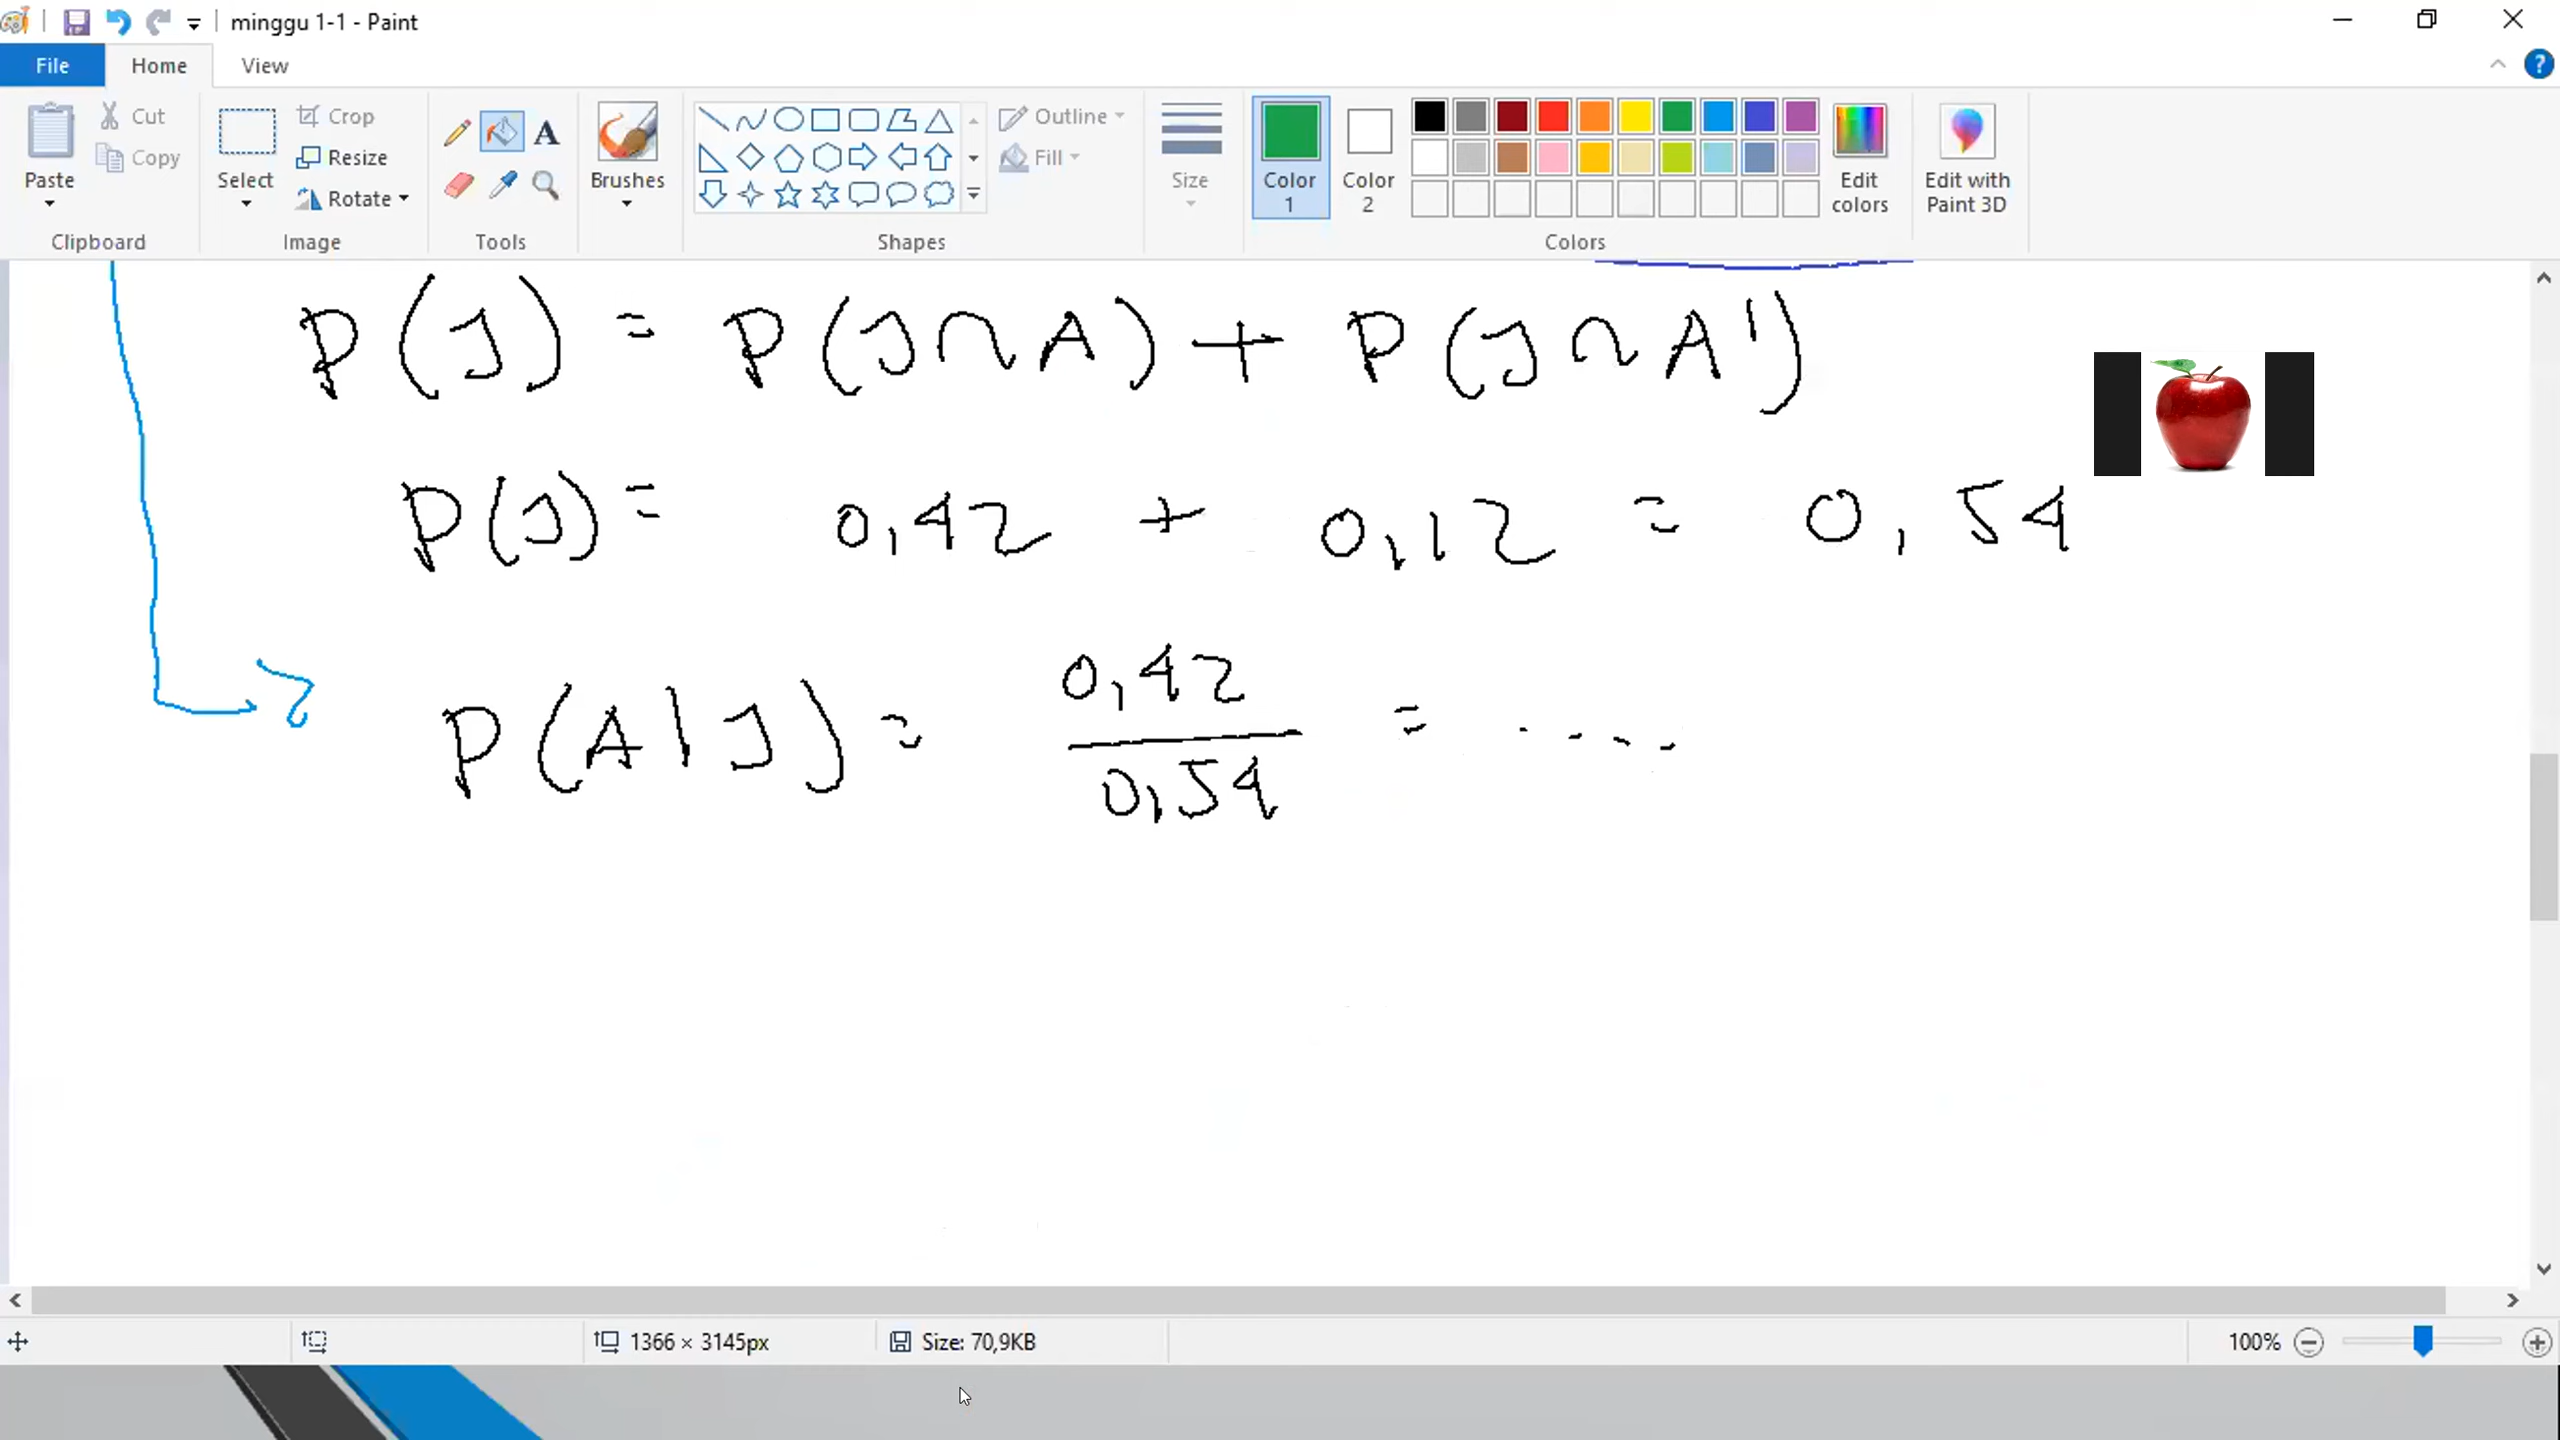 minggu 1-1 - Paint
File Home View
Paste Cut Copy Clipboard
Select Crop Resize Rotate Image
A Tools
Brushes
Outline Fill Shapes
Size
Color 1 Color 2 Edit colors Edit with Paint 3D Colors
P(J) = P(J∩A) + P(J∩A')
P(J) = 0,42 + 0,12 = 0,54
P(A|J) = 0,42 / 0,54 = ....
1366 × 3145px Size: 70,9KB 100%